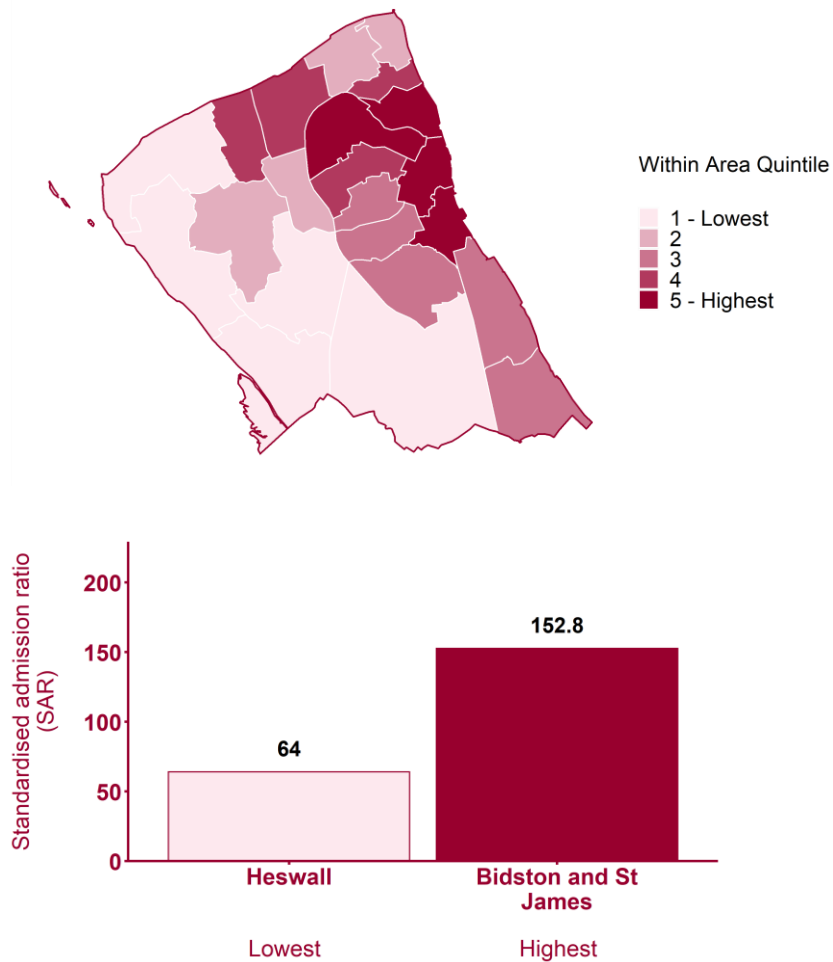 Within Area Quintile
1 - Lowest
2
3
4
5 - Highest
Standardised admission ratio
(SAR)
200
150
100
50
0
64
152.8
Heswall
Bidston and St
James
Lowest
Highest